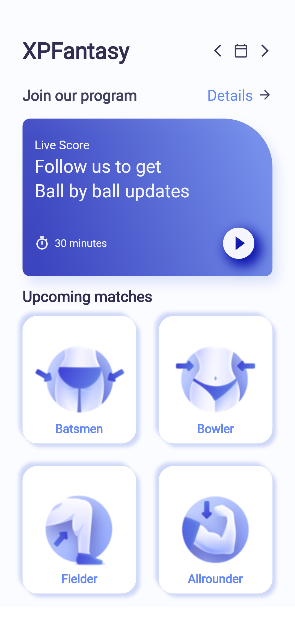 XPFantasy
Join our program
Details
Live Score
Follow us to get
Ball by ball updates
30 minutes
Upcoming matches
Batsmen
Bowler
Fielder
Allrounder